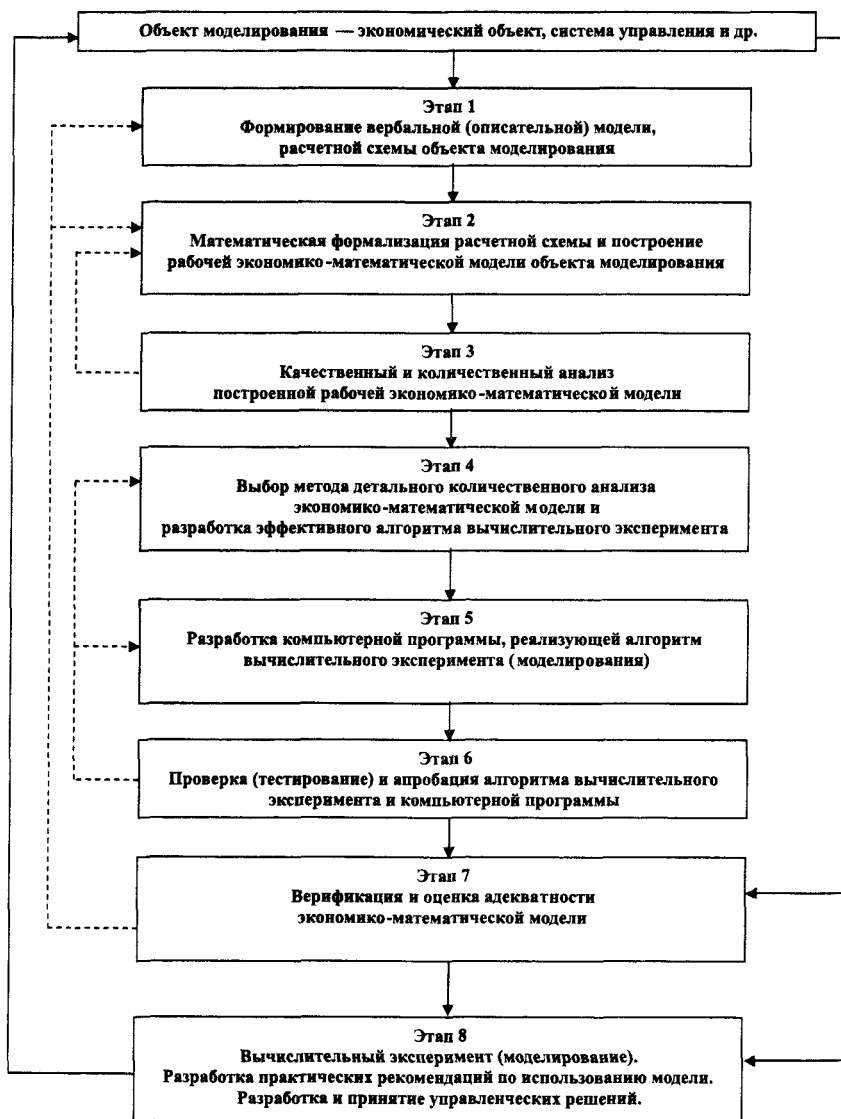 Объект моделирования — экономический объект, система управления и др.
Этап 1
Формирование вербальной (описательной) модели,
расчетной схемы объекта моделирования
Этап 2
Математическая формализация расчетной схемы и построение
рабочей экономико-математической модели объекта моделирования
Этап 3
Качественный и количественный анализ
построенной рабочей экономико-математической модели
Этап 4
Выбор метода детального количественного анализа
экономико-математической модели и
разработка эффективного алгоритма вычислительного эксперимента
Этап 5
Разработка компьютерной программы, реализующей алгоритм
вычислительного эксперимента (моделирования)
Этап 6
Проверка (тестирование) и апробация алгоритма вычислительного
эксперимента и компьютерной программы
Этап 7
Верификация и оценка адекватности
экономико-математической модели
Этап 8
Вычислительный эксперимент (моделирование).
Разработка практических рекомендаций по использованию модели.
Разработка и принятие управленческих решений.